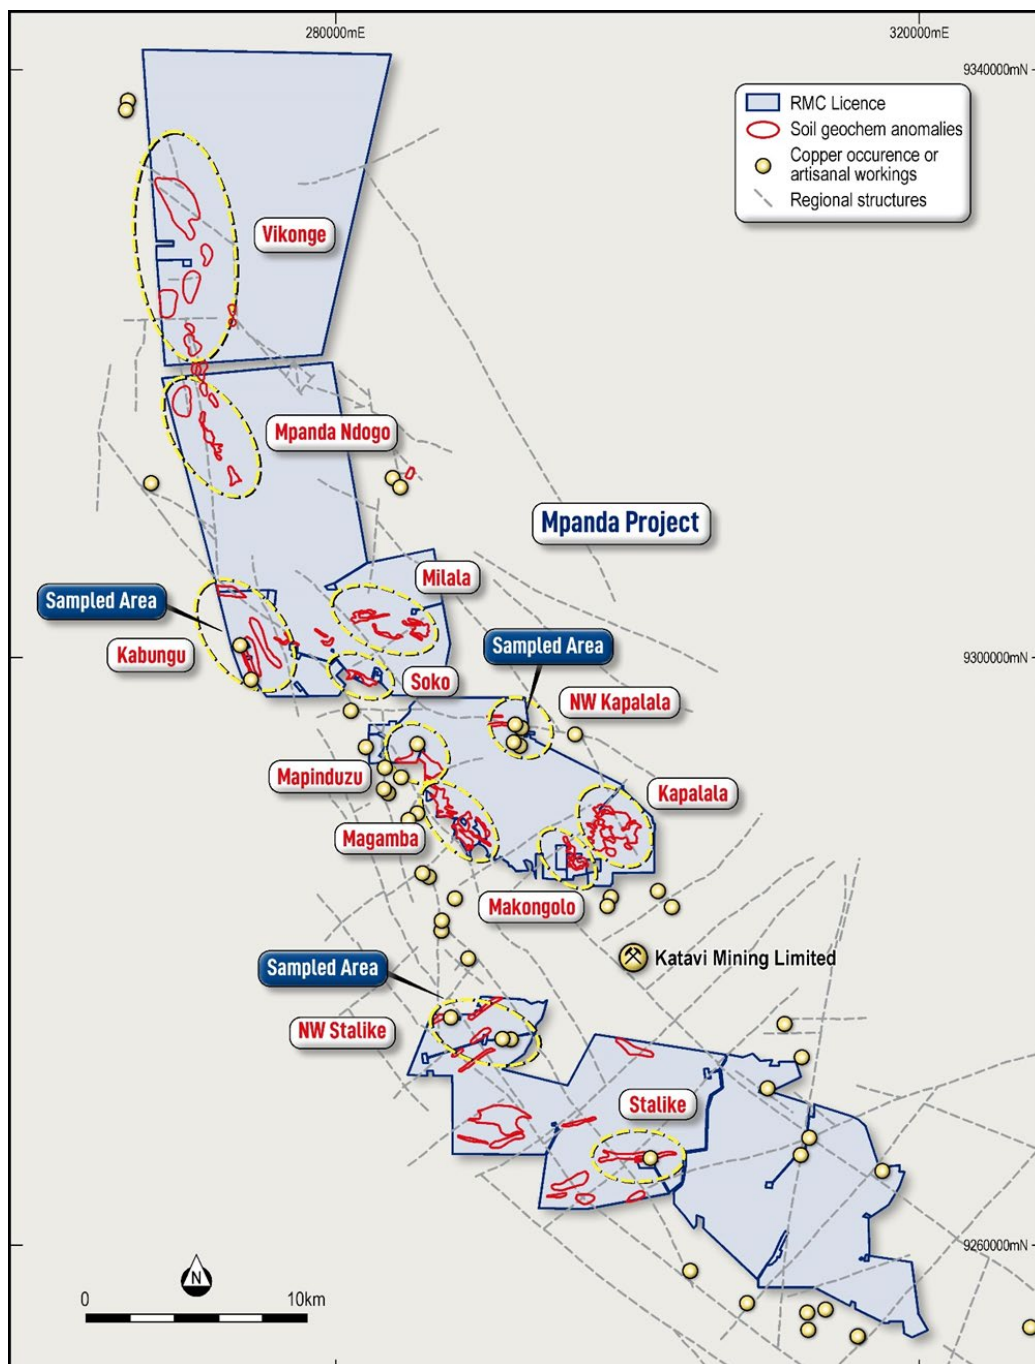 280000mE
320000mE
9340000mN
RMC Licence
Soil geochem anomalies
Copper occurence or
artisanal workings
Regional structures
Vikonge
Mpanda Ndogo
Mpanda Project
Milala
Sampled Area
Kabungu
Sampled Area
9300000mN
Soko
NW Kapalala
Mapinduzu
Kapalala
Magamba
Makongolo
Katavi Mining Limited
Sampled Area
NW Stalike
Stalike
9260000mN
N
0
10km